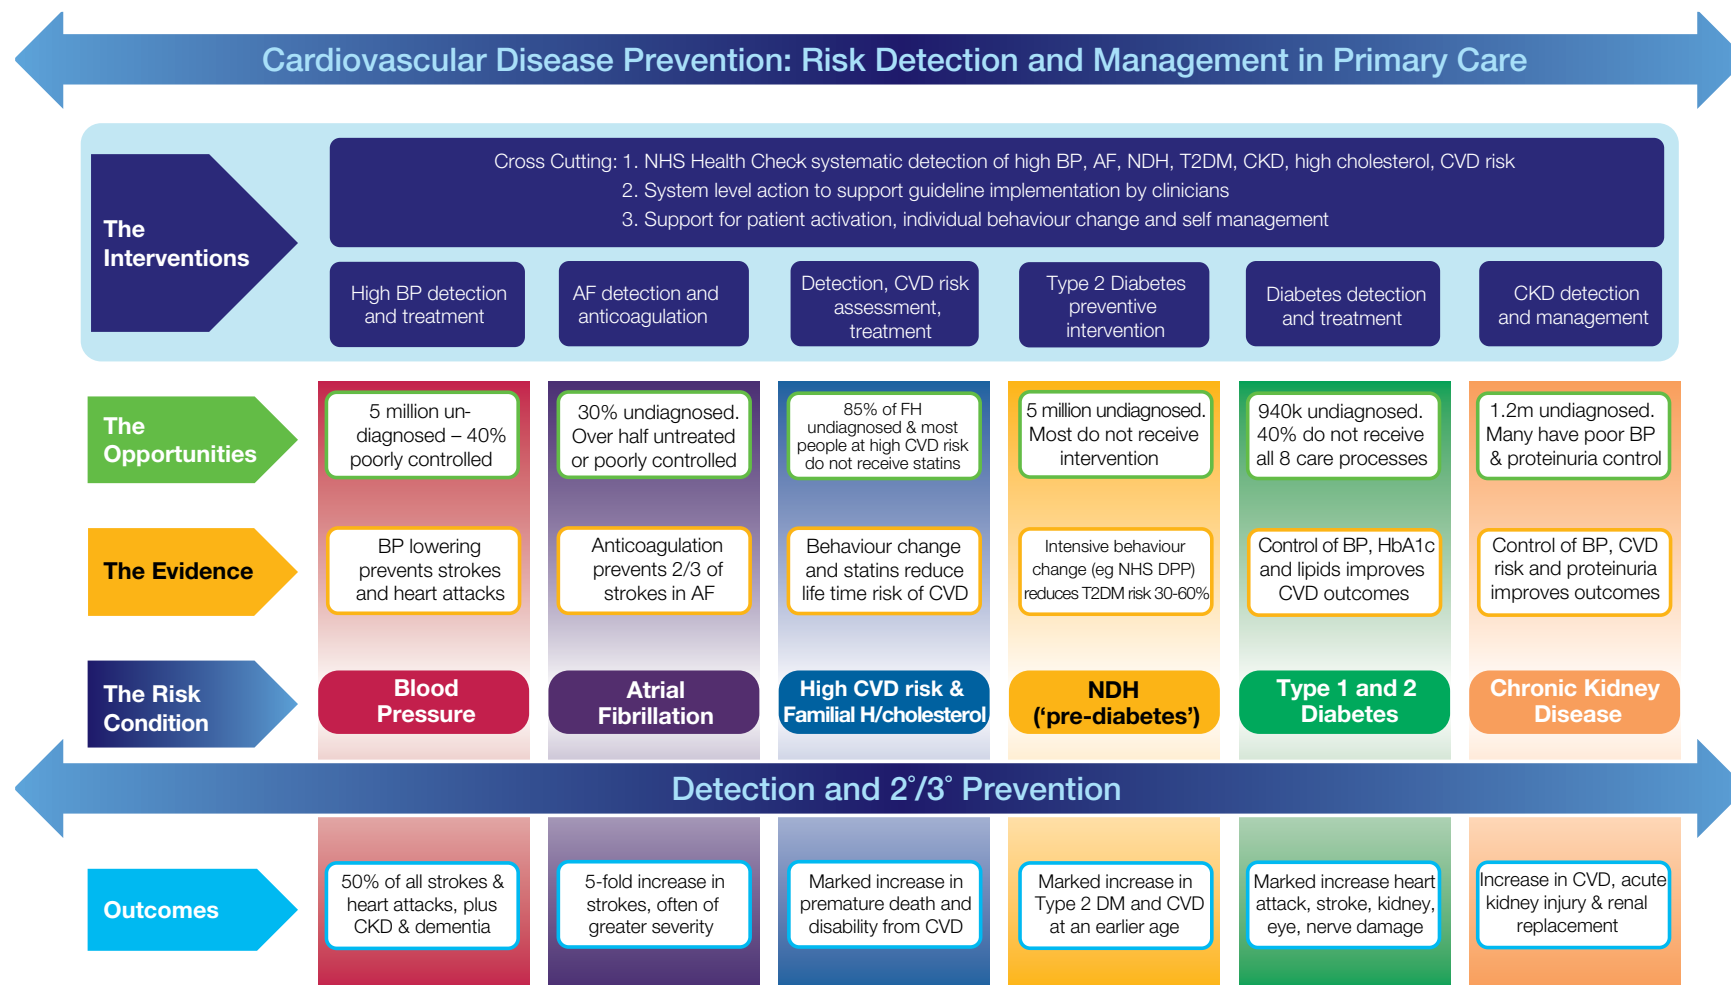 Cardiovascular Disease Prevention: Risk Detection and Management in Primary Care
The
Interventions
Cross Cutting: 1. NHS Health Check systematic detection of high BP, AF, NDH, T2DM, CKD, high cholesterol, CVD risk
2. System level action to support guideline implementation by clinicians
3. Support for patient activation, individual behaviour change and self management
High BP detection
and treatment
AF detection and
anticoagulation
Detection, CVD risk
assessment,
treatment
Type 2 Diabetes
preventive
intervention
Diabetes detection
and treatment
CKD detection
and management
The
Opportunities
5 million un-
diagnosed – 40%
poorly controlled
30% undiagnosed.
Over half untreated
or poorly controlled
85% of FH
undiagnosed & most
people at high CVD risk
do not receive statins
5 million undiagnosed.
Most do not receive
intervention
940k undiagnosed.
40% do not receive
all 8 care processes
1.2m undiagnosed.
Many have poor BP
& proteinuria control
The Evidence
BP lowering
prevents strokes
and heart attacks
Anticoagulation
prevents 2/3 of
strokes in AF
Behaviour change
and statins reduce
life time risk of CVD
Intensive behaviour
change (eg NHS DPP)
reduces T2DM risk 30-60%
Control of BP, HbA1c
and lipids improves
CVD outcomes
Control of BP, CVD
risk and proteinuria
improves outcomes
The Risk
Condition
Blood
Pressure
Atrial
Fibrillation
High CVD risk &
Familial H/cholesterol
NDH
(‘pre-diabetes’)
Type 1 and 2
Diabetes
Chronic Kidney
Disease
Detection and 2°/3° Prevention
Outcomes
50% of all strokes &
heart attacks, plus
CKD & dementia
5-fold increase in
strokes, often of
greater severity
Marked increase in
premature death and
disability from CVD
Marked increase in
Type 2 DM and CVD
at an earlier age
Marked increase heart
attack, stroke, kidney,
eye, nerve damage
Increase in CVD, acute
kidney injury & renal
replacement